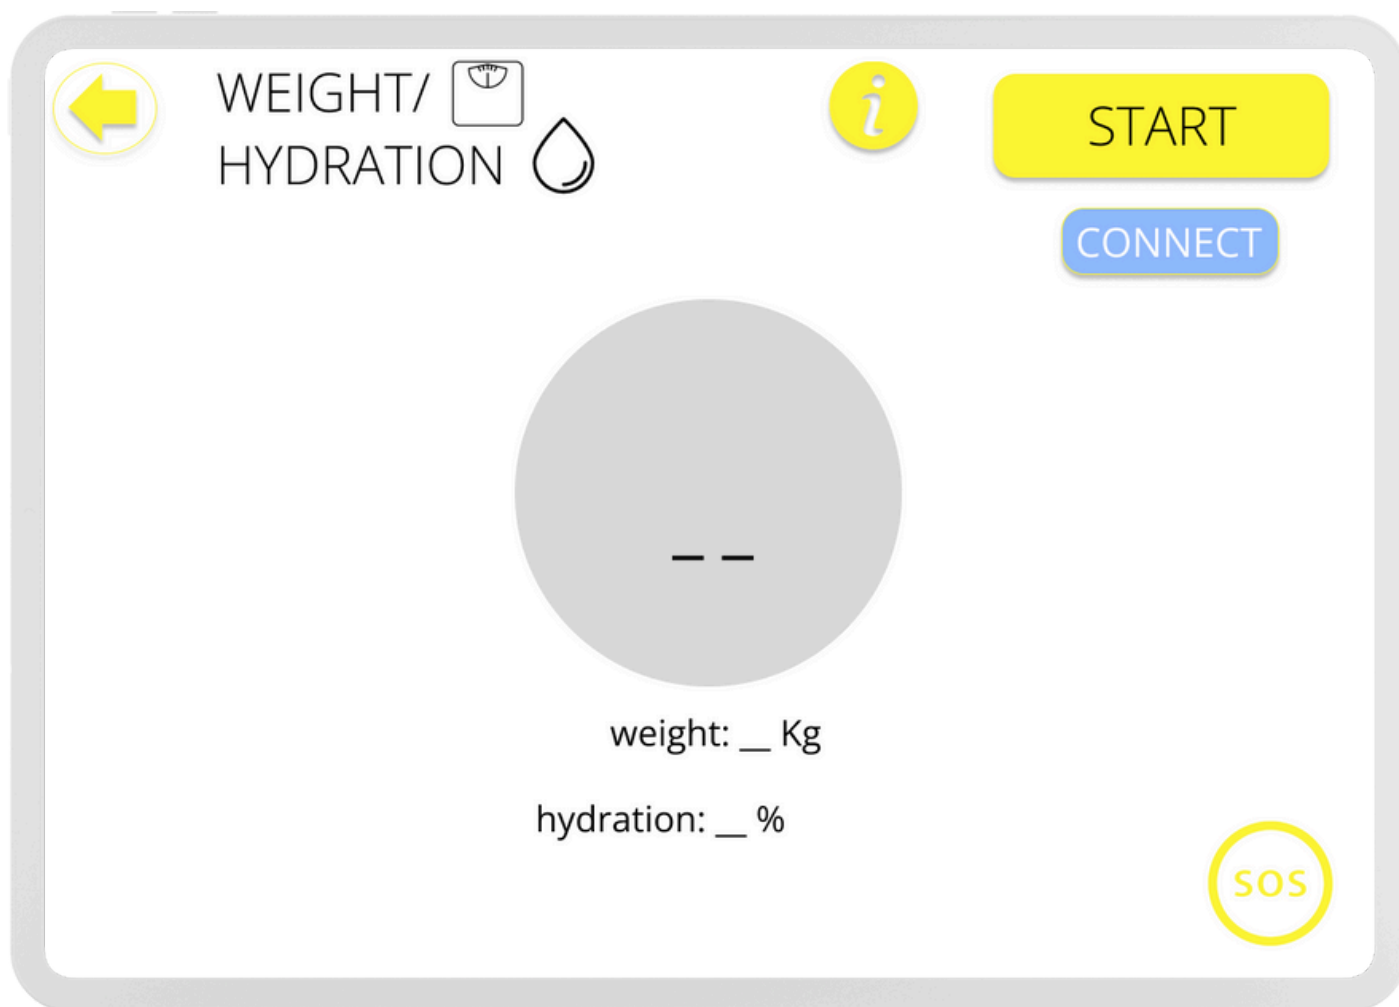 WEIGHT/
HYDRATION
i
START
CONNECT
_ _
weight: __ Kg
hydration: __ %
SOS